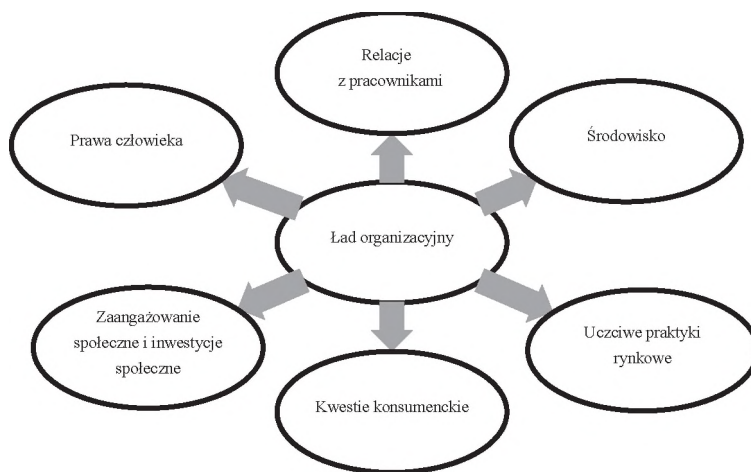 Relacje
z pracownikami
Prawa człowieka
Środowisko
Ład organizacyjny
Zaangażowanie
społeczne i inwestycje
społeczne
Uczciwe praktyki
rynkowe
Kwestie konsumenckie